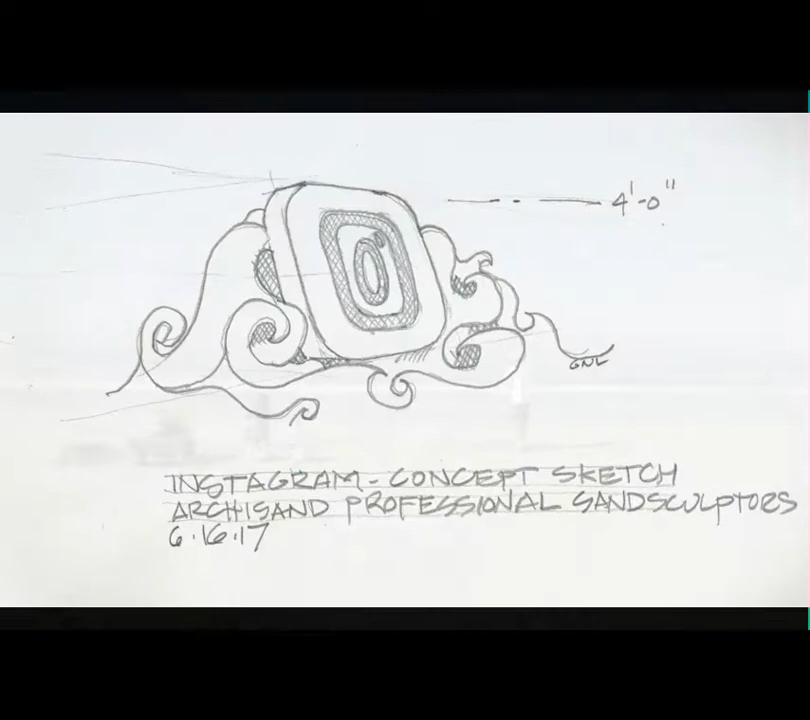 4'-0"
GNL
INSTAGRAM - CONCEPT SKETCH
ARCHISAND PROFESSIONAL SANDSCULPTORS
6.16.17